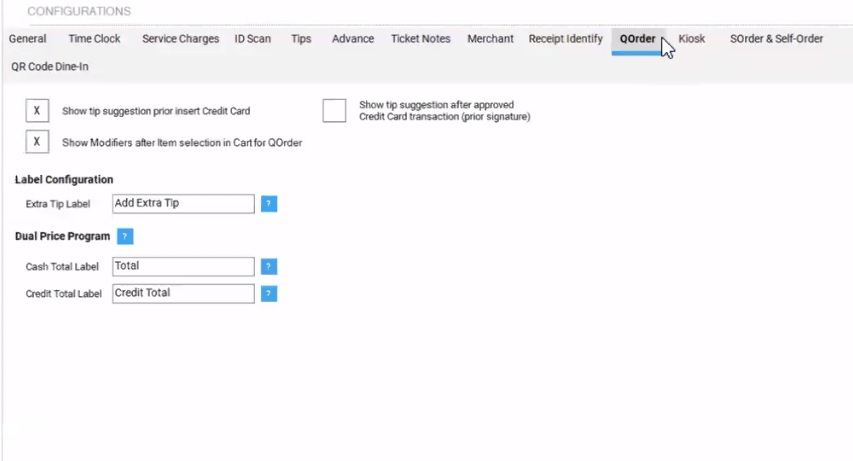 CONFIGURATIONS
General Time Clock Service Charges ID Scan Tips Advance Ticket Notes Merchant Receipt Identify QOrder Kiosk SOrder & Self-Order
QR Code Dine-In
X Show tip suggestion prior insert Credit Card
Show tip suggestion after approved
Credit Card transaction (prior signature)
X Show Modifiers after Item selection in Cart for QOrder
Label Configuration
Extra Tip Label Add Extra Tip ?
Dual Price Program ?
Cash Total Label Total ?
Credit Total Label Credit Total ?